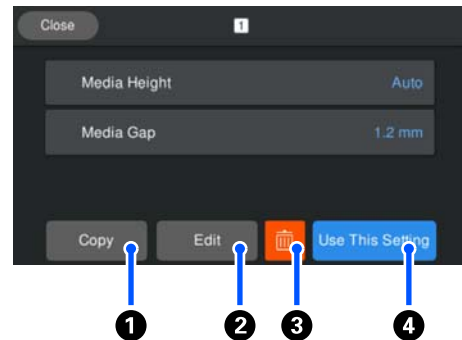 Close 1
Media Height Auto
Media Gap 1.2 mm
Copy Edit Use This Setting
1 2 3 4